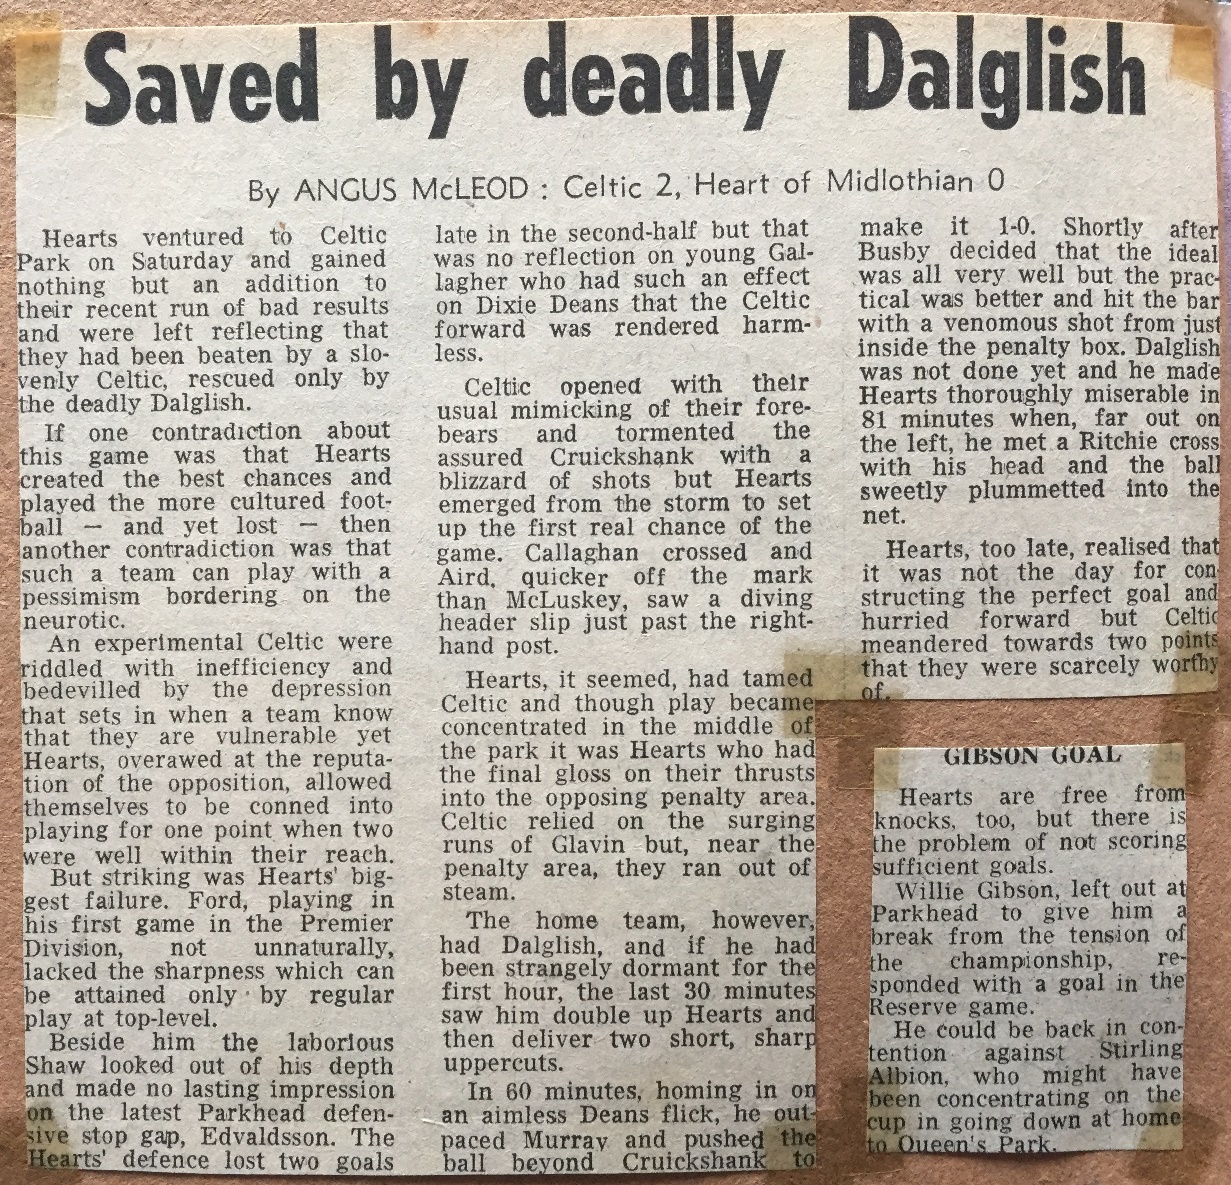 Saved by deadly Dalglish
By ANGUS McLEOD : Celtic 2, Heart of Midlothian 0
Hearts ventured to Celtic
Park on Saturday and gained
nothing but an addition to
their recent run of bad results
and were left reflecting that
they had been beaten by a slo-
venly Celtic, rescued only by
the deadly Dalglish.
If one contradiction about
this game was that Hearts
created the best chances and
played the more cultured foot-
ball — and yet lost — then
another contradiction was that
such a team can play with a
pessimism bordering on the
neurotic.
An experimental Celtic were
riddled with inefficiency and
bedevilled by the depression
that sets in when a team know
that they are vulnerable yet
Hearts, overawed at the reputa-
tion of the opposition, allowed
themselves to be conned into
playing for one point when two
were well within their reach.
But striking was Hearts' big-
gest failure. Ford, playing in
his first game in the Premier
Division, not unnaturally,
lacked the sharpness which can
be attained only by regular
play at top-level.
Beside him the laborious
Shaw looked out of his depth
and made no lasting impression
on the latest Parkhead defen-
sive stop gap, Edvaldsson. The
Hearts' defence lost two goals
late in the second-half but that
was no reflection on young Gal-
lagher who had such an effect
on Dixie Deans that the Celtic
forward was rendered harm-
less.
Celtic opened with their
usual mimicking of their fore-
bears and tormented the
assured Cruickshank with a
blizzard of shots but Hearts
emerged from the storm to set
up the first real chance of the
game. Callaghan crossed and
Aird, quicker off the mark
than McLuskey, saw a diving
header slip just past the right-
hand post.
Hearts, it seemed, had tamed
Celtic and though play became
concentrated in the middle of
the park it was Hearts who had
the final gloss on their thrusts
into the opposing penalty area.
Celtic relied on the surging
runs of Glavin but, near the
penalty area, they ran out of
steam.
The home team, however,
had Dalglish, and if he had
been strangely dormant for the
first hour, the last 30 minutes
saw him double up Hearts and
then deliver two short, sharp
uppercuts.
In 60 minutes, homing in on
an aimless Deans flick, he out-
paced Murray and pushed the
ball beyond Cruickshank to
make it 1-0. Shortly after
Busby decided that the ideal
was all very well but the prac-
tical was better and hit the bar
with a venomous shot from just
inside the penalty box. Dalglish
was not done yet and he made
Hearts thoroughly miserable in
81 minutes when, far out on
the left, he met a Ritchie cross
with his head and the ball
sweetly plummetted into the
net.
Hearts, too late, realised that
it was not the day for con-
structing the perfect goal and
hurried forward but Celtic
meandered towards two points
that they were scarcely worthy
of.
GIBSON GOAL
Hearts are free from
knocks, too, but there is
the problem of not scoring
sufficient goals.
Willie Gibson, left out at
Parkhead to give him a
break from the tension of
the championship, re-
sponded with a goal in the
Reserve game.
He could be back in con-
tention against Stirling
Albion, who might have
been concentrating on the
cup in going down at home
to Queen's Park.